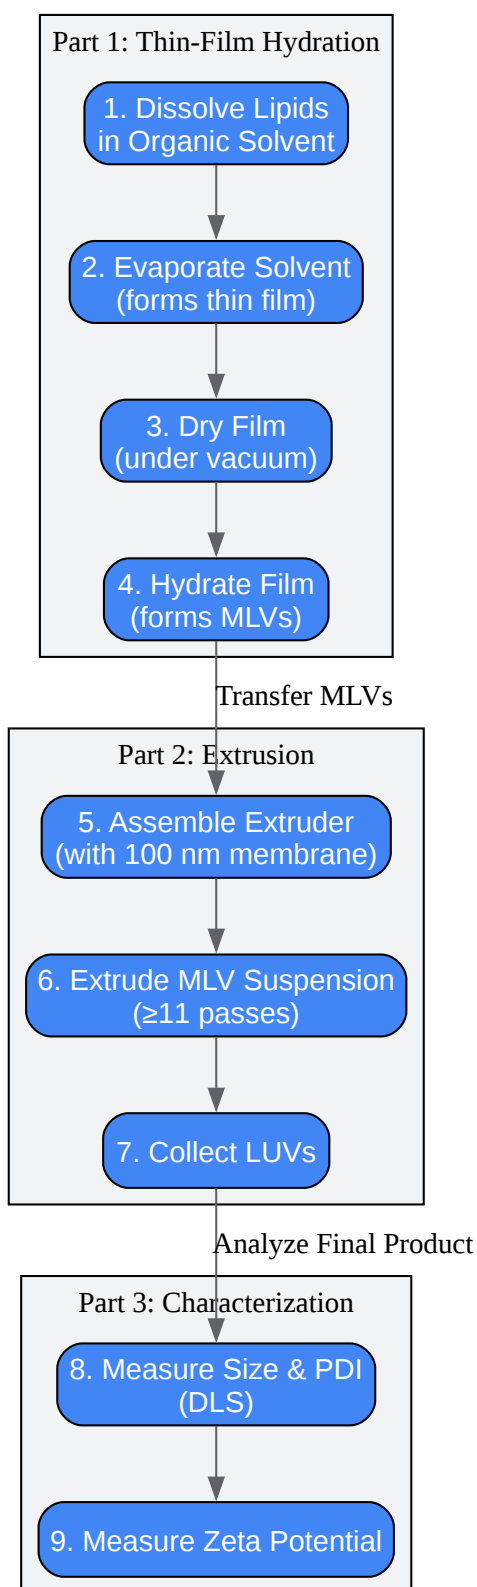 Part 1: Thin-Film Hydration
1. Dissolve Lipids
in Organic Solvent
2. Evaporate Solvent
(forms thin film)
3. Dry Film
(under vacuum)
4. Hydrate Film
(forms MLVs)
Transfer MLVs
Part 2: Extrusion
5. Assemble Extruder
(with 100 nm membrane)
6. Extrude MLV Suspension
(≥11 passes)
7. Collect LUVs
Analyze Final Product
Part 3: Characterization
8. Measure Size & PDI
(DLS)
9. Measure Zeta Potential